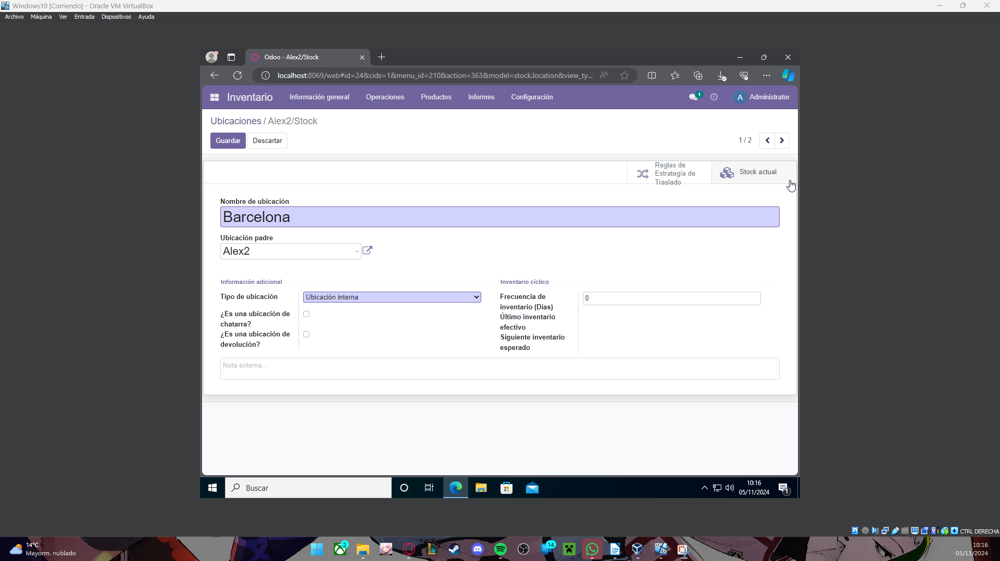 Windows10 [Corriendo] - Oracle VM VirtualBox
Archivo Máquina Ver Entrada Dispositivos Ayuda
Odoo - Alex2/Stock
localhost:8069/web#id=24&cids=1&menu_id=210&action=363&model=stock.location&view_ty...
Inventario Información general Operaciones Productos Informes Configuración 1 A Administrator
Ubicaciones / Alex2/Stock
Guardar Descartar 1 / 2
Reglas de
Estrategía de
Traslado
Stock actual
Nombre de ubicación
Barcelona
Ubicación padre
Alex2
Información adicional
Tipo de ubicación Ubicación interna
¿Es una ubicación de
chatarra?
¿Es una ubicación de
devolución?
Inventario cíclico
Frecuencia de
inventario (Días)
0
Último inventario
efectivo
Siguiente inventario
esperado
Nota externa...
Buscar
10:16
05/11/2024
1
CTRL DERECHA
14°C
Mayorm. nublado
2
14
10:16
05/11/2024